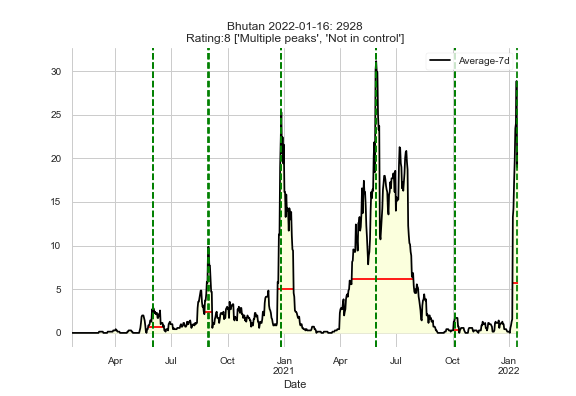 Bhutan 2022-01-16: 2928
Rating:8 ['Multiple peaks', 'Not in control']
Average-7d
30
25
20
15
10
5
0
Apr Jul Oct Jan Apr Jul Oct Jan
2021 2022
Date